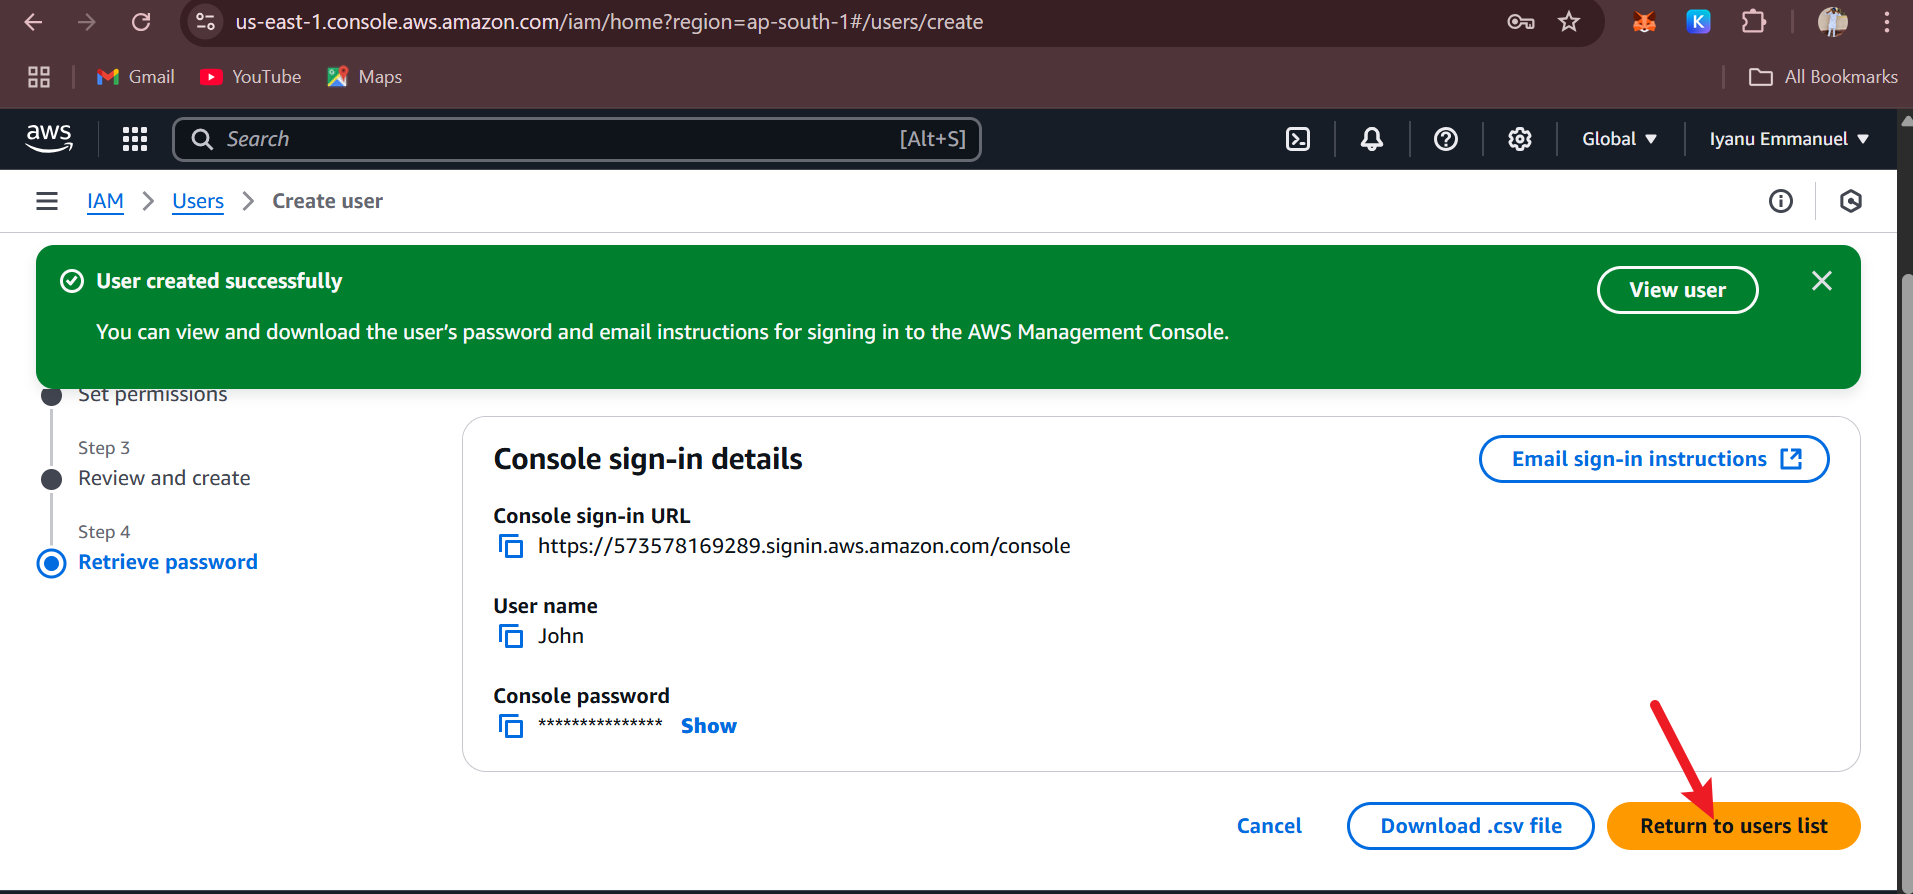 us-east-1.console.aws.amazon.com/iam/home?region=ap-south-1#/users/create
Gmail
YouTube
Maps
All Bookmarks
aws
Search
[Alt+S]
Global
Iyanu Emmanuel
IAM
Users
Create user
User created successfully
View user
You can view and download the user’s password and email instructions for signing in to the AWS Management Console.
Set permissions
Step 3
Review and create
Step 4
Retrieve password
Console sign-in details
Email sign-in instructions
Console sign-in URL
https://573578169289.signin.aws.amazon.com/console
User name
John
Console password
*************** Show
Cancel
Download .csv file
Return to users list